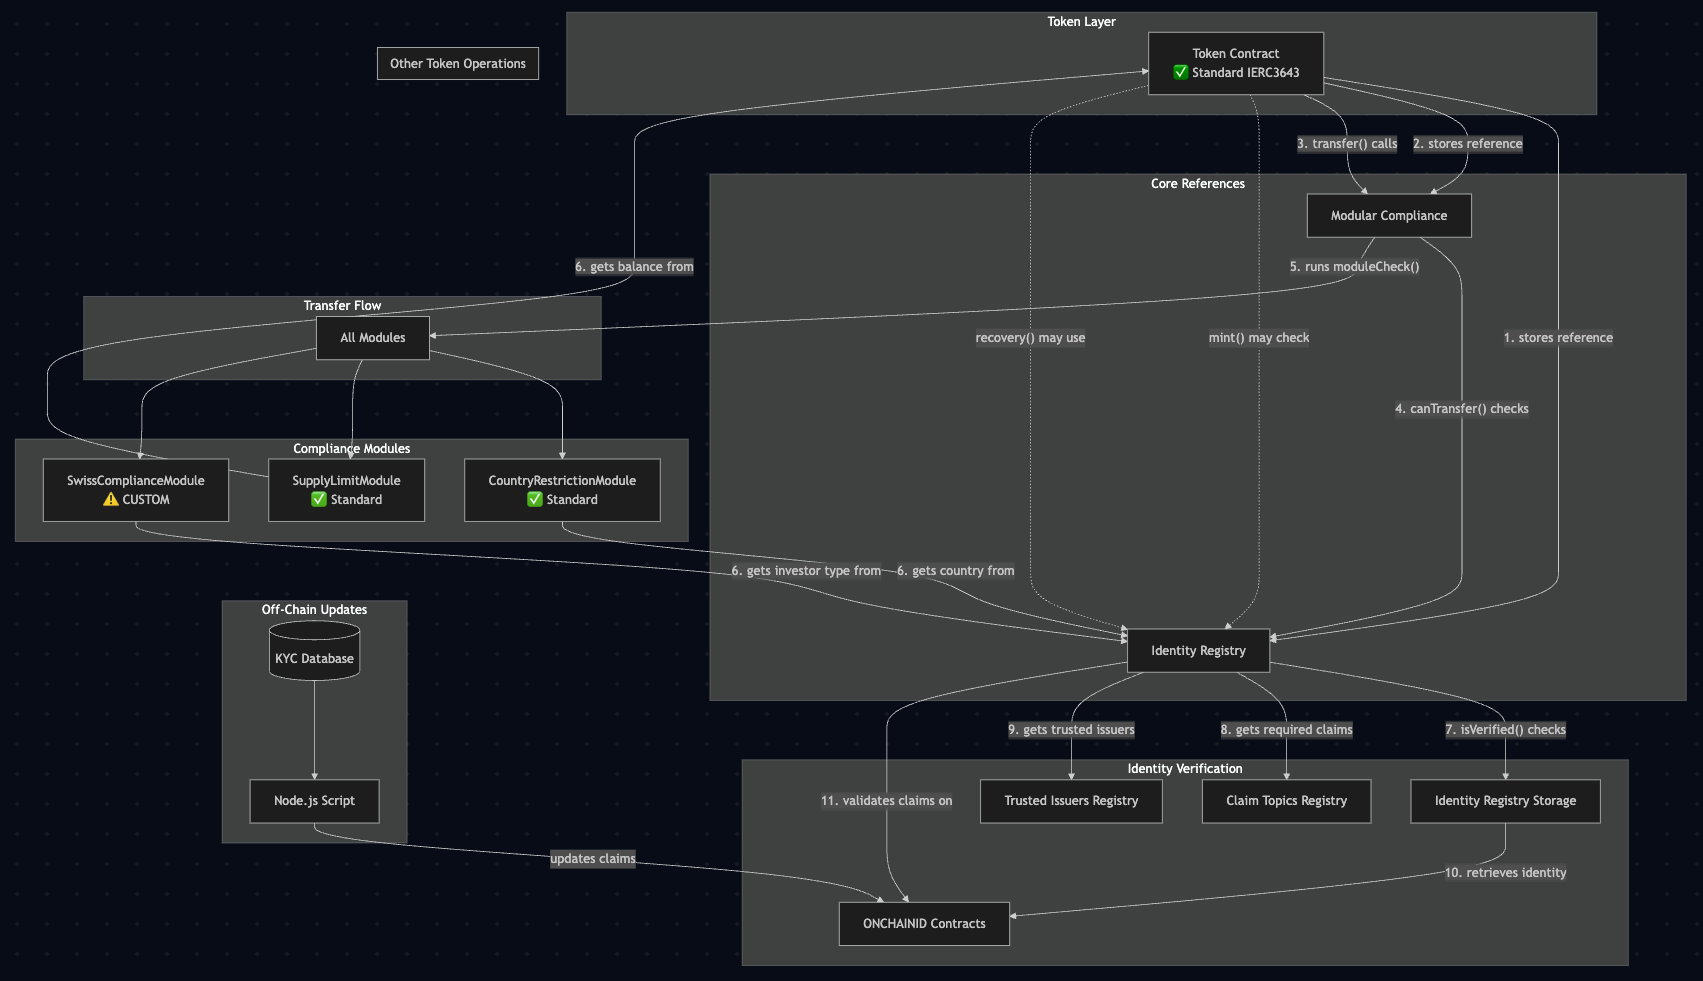 Token Layer
Other Token Operations
Token Contract
✅ Standard IERC3643
3. transfer() calls
2. stores reference
Core References
Modular Compliance
6. gets balance from
5. runs moduleCheck()
Transfer Flow
All Modules
recovery() may use
mint() may check
1. stores reference
4. canTransfer() checks
Compliance Modules
SwissComplianceModule
⚠️ CUSTOM
SupplyLimitModule
✅ Standard
CountryRestrictionModule
✅ Standard
6. gets investor type from
6. gets country from
Off-Chain Updates
KYC Database
Identity Registry
9. gets trusted issuers
8. gets required claims
7. isVerified() checks
Identity Verification
Node.js Script
11. validates claims on
Trusted Issuers Registry
Claim Topics Registry
Identity Registry Storage
updates claims
10. retrieves identity
ONCHAINID Contracts